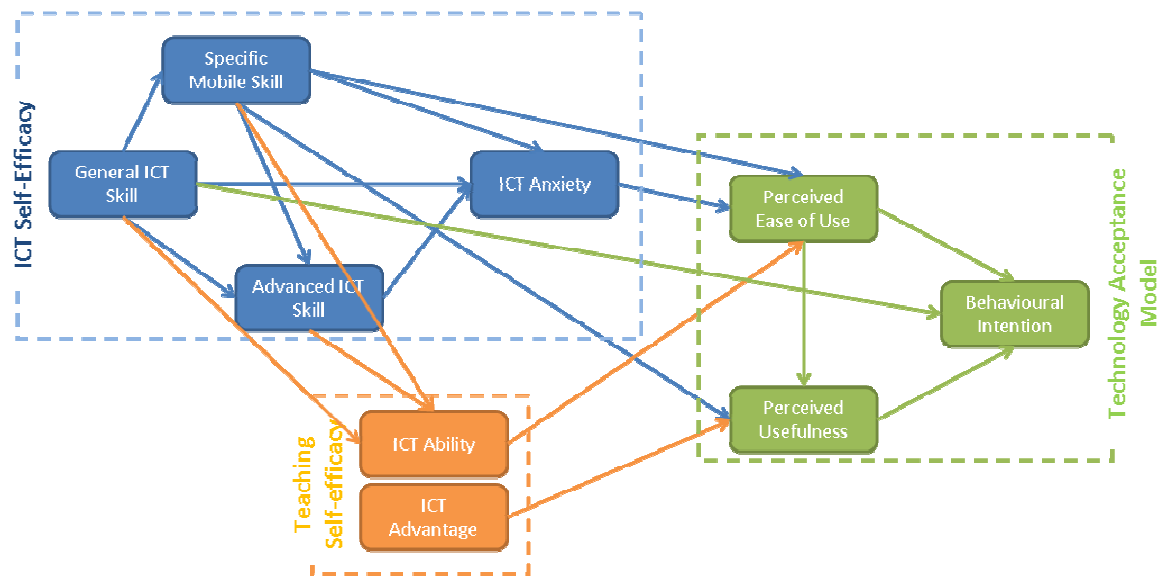 ICT Self-Efficacy
Specific
Mobile Skill
General ICT
Skill
ICT Anxiety
Advanced ICT
Skill
Teaching
Self-efficacy
ICT Ability
ICT
Advantage
Perceived
Ease of Use
Behavioural
Intention
Perceived
Usefulness
Technology Acceptance
Model